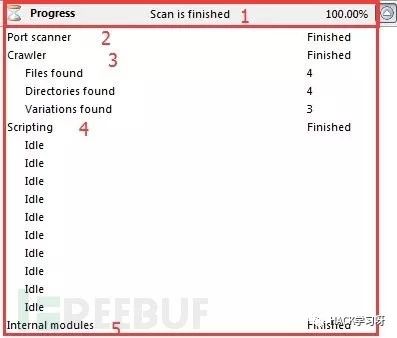 Progress Scan is finished 1 100.00%
Port scanner 2 Finished
Crawler 3 Finished
Files found 4
Directories found 4
Variations found 3
Scripting 4 Finished
Idle
Idle
Idle
Idle
Idle
Idle
Idle
Idle
Idle
REEBUF
HACK学习呀
Internal modules 5 Finished